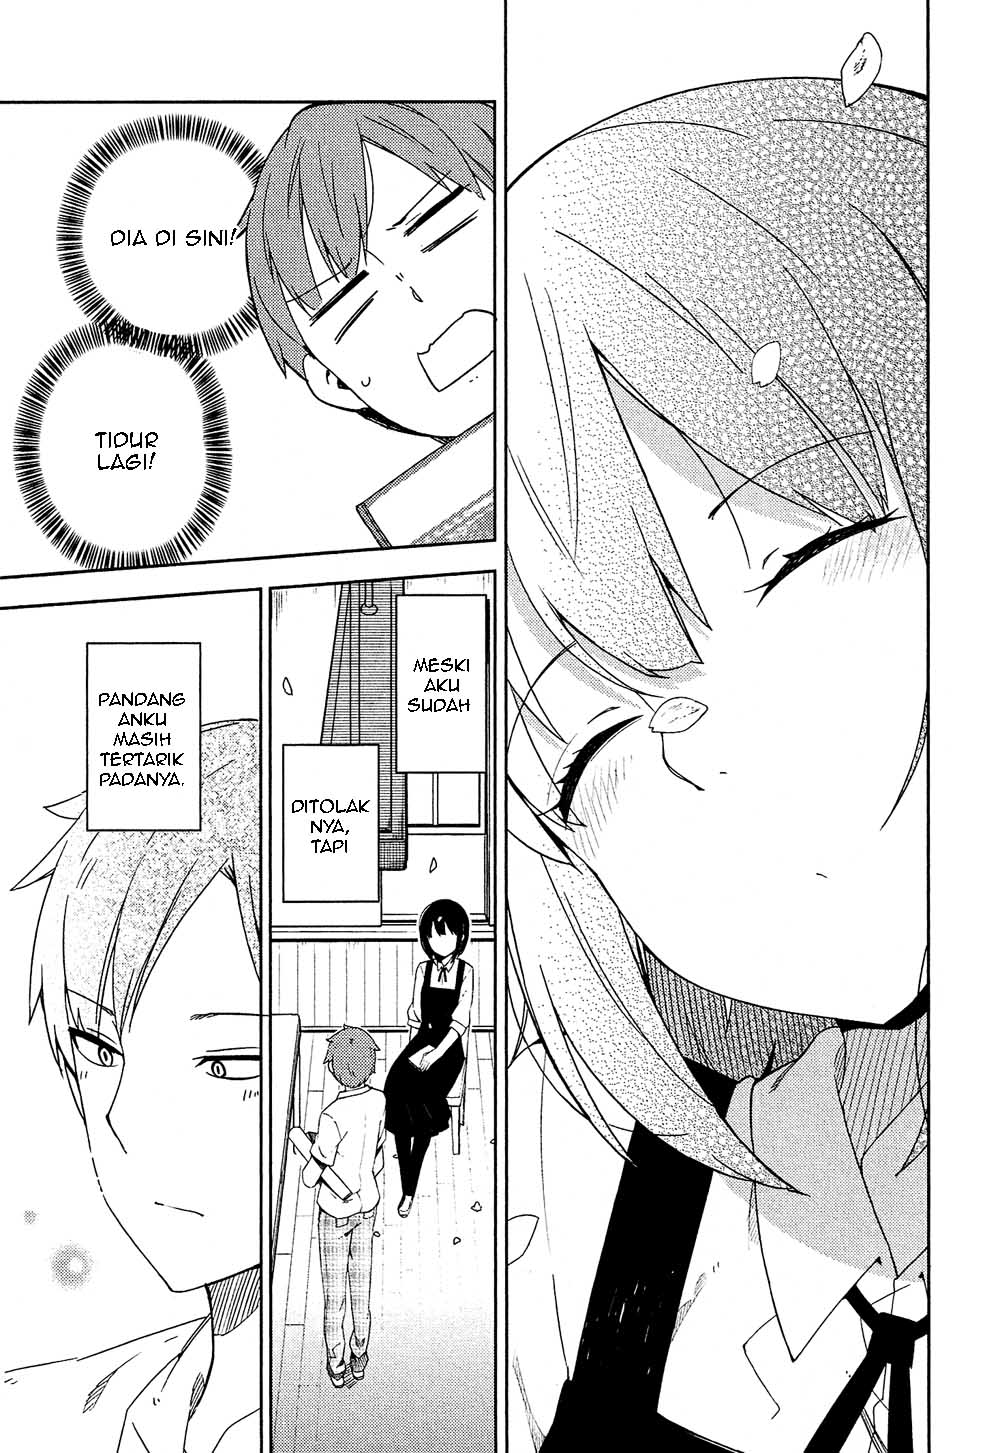 DIA DI SINI!
TIDUR
LAGI!
MESKI
AKU
SUDAH
DITOLAK
NYA,
TAPI
PANDANG
ANKU
MASIH
TERTARIK
PADANYA.